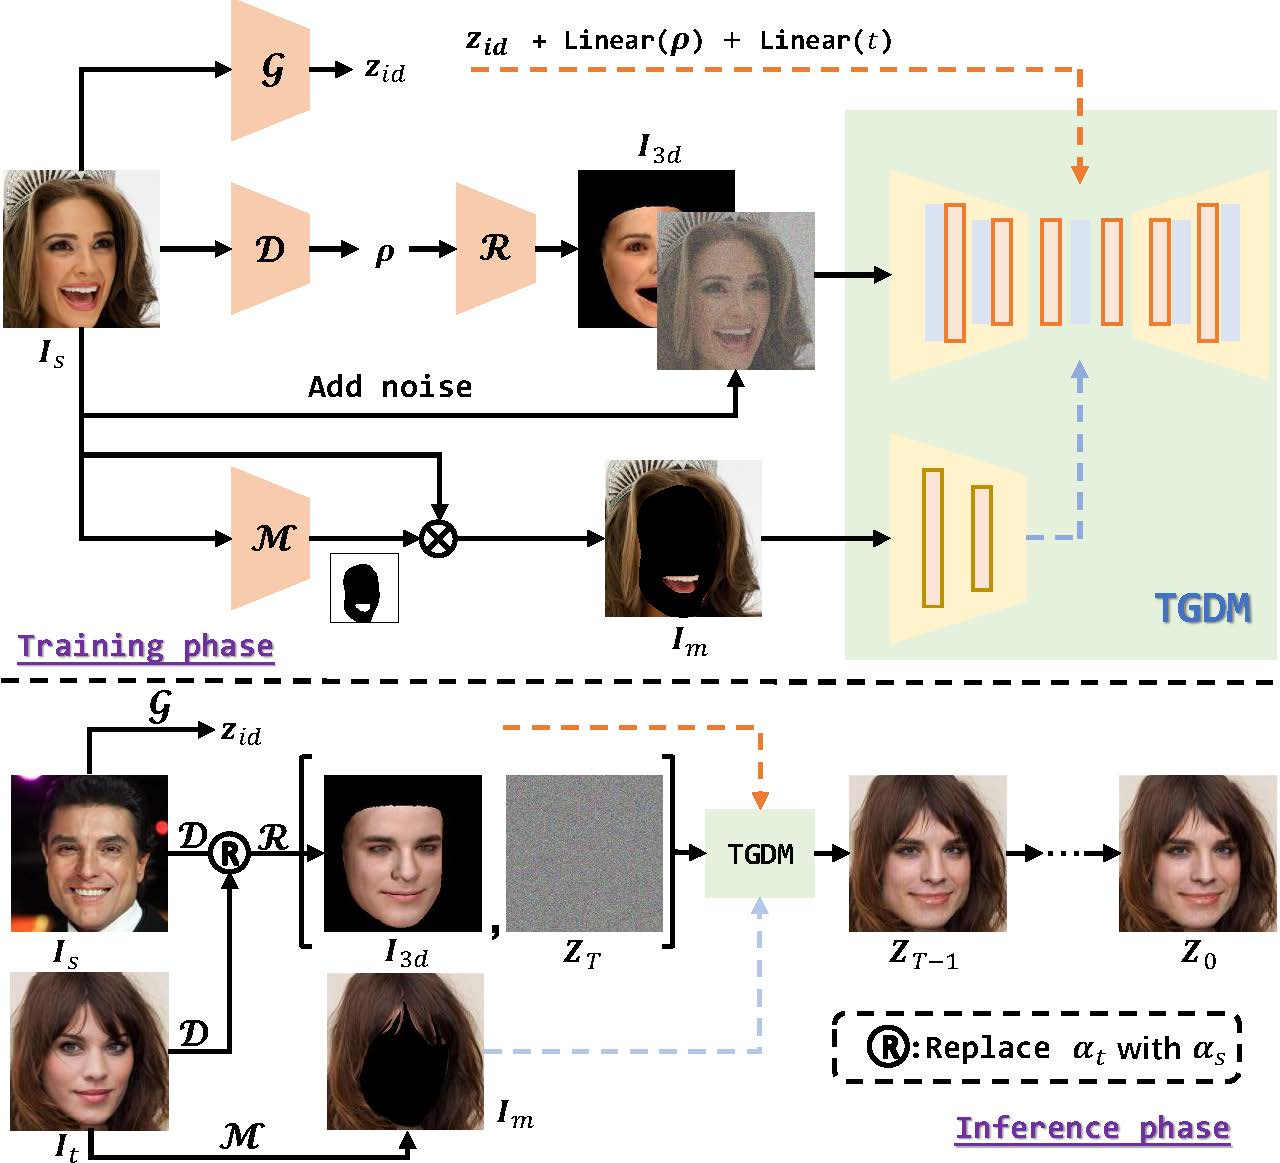 𝒢
z_id
z_id + Linear(ρ) + Linear(t)
I_3d
𝒟
ρ
ℛ
I_s
Add noise
ℳ
⊗
I_m
TGDM
Training phase
𝒢
z_id
𝒟
Ⓡ
ℛ
[ , ]
TGDM
I_s
I_3d
Z_T
Z_{T−1}
Z_0
𝒟
Ⓡ:Replace α_t with α_s
I_m
I_t
ℳ
Inference phase